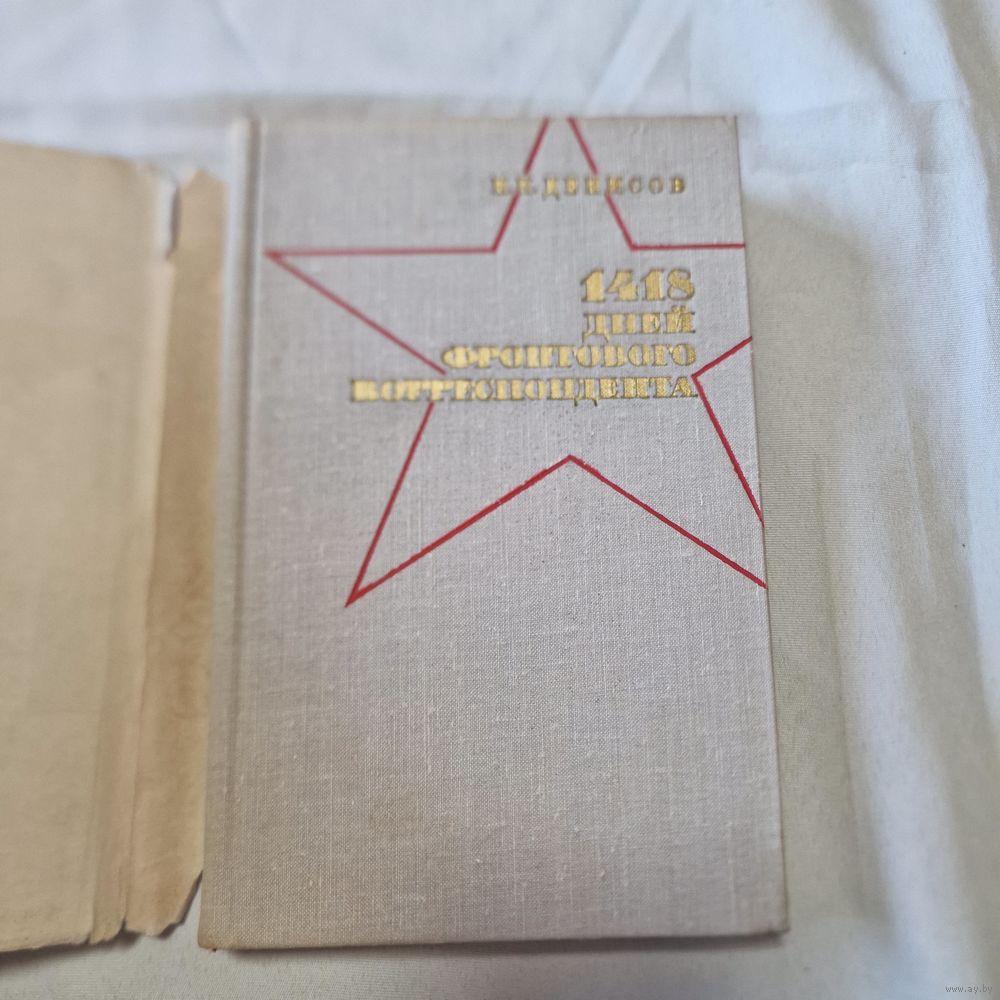 Н.Н.ДЕНИСОВ
1418
ДНЕЙ
ФРОНТОВОГО
КОРРЕСПОНДЕНТА
www.ay.by